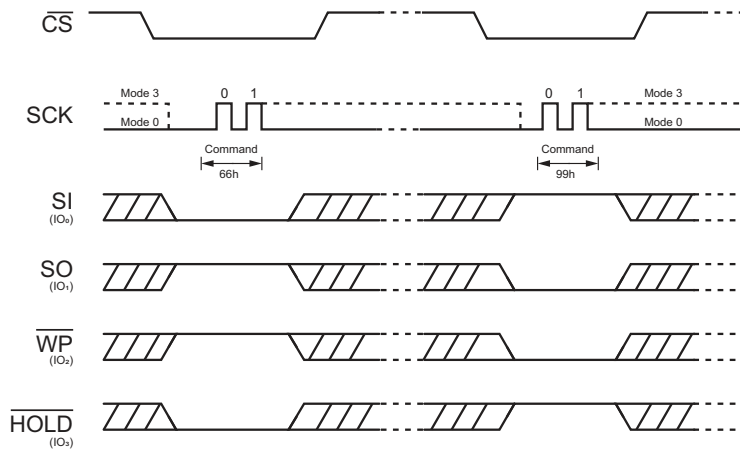 CS
SCK
Mode 3
Mode 0
0 1
Command
66h
0 1
Command
99h
Mode 3
Mode 0
SI
(IO₀)
SO
(IO₁)
WP
(IO₂)
HOLD
(IO₃)